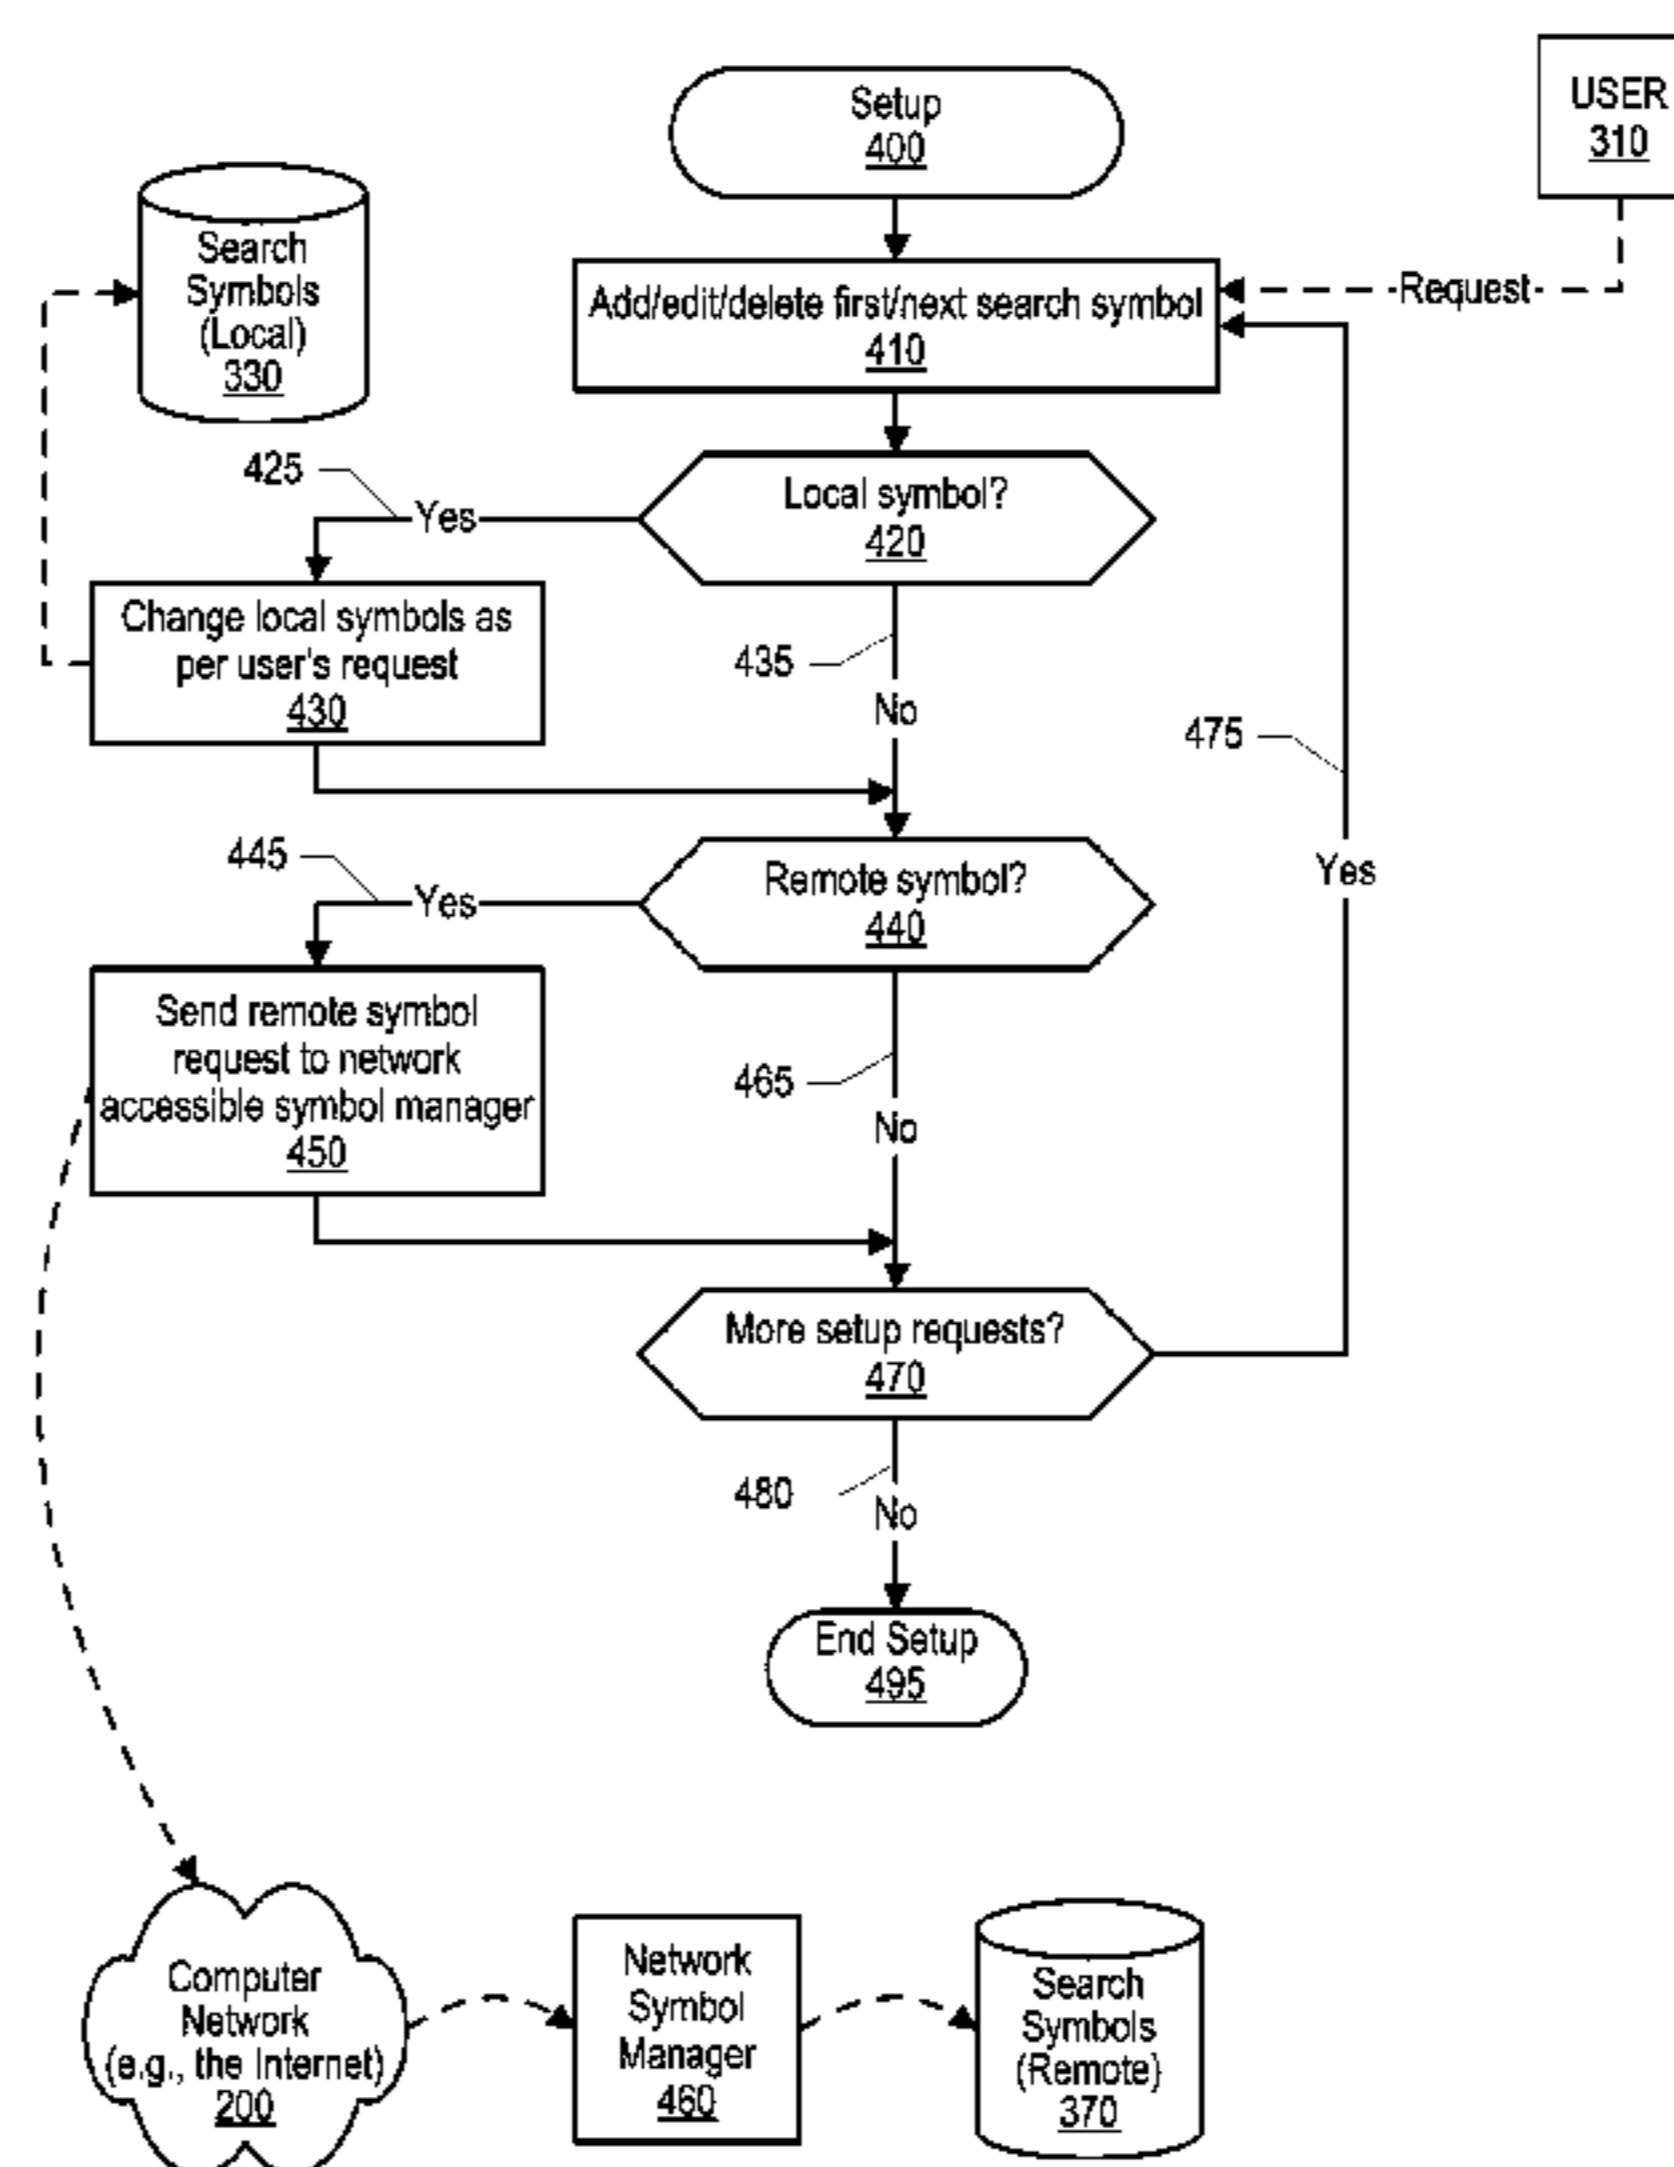 Setup
400
USER
310
Search
Symbols
(Local)
330
Add/edit/delete first/next search symbol
410
Request
425
Yes
Local symbol?
420
Change local symbols as
per user's request
430
435
No
475
Yes
445
Yes
Remote symbol?
440
Send remote symbol
request to network
accessible symbol manager
450
465
No
More setup requests?
470
480
No
End Setup
495
Computer
Network
(e.g., the Internet)
200
Network
Symbol
Manager
460
Search
Symbols
(Remote)
370